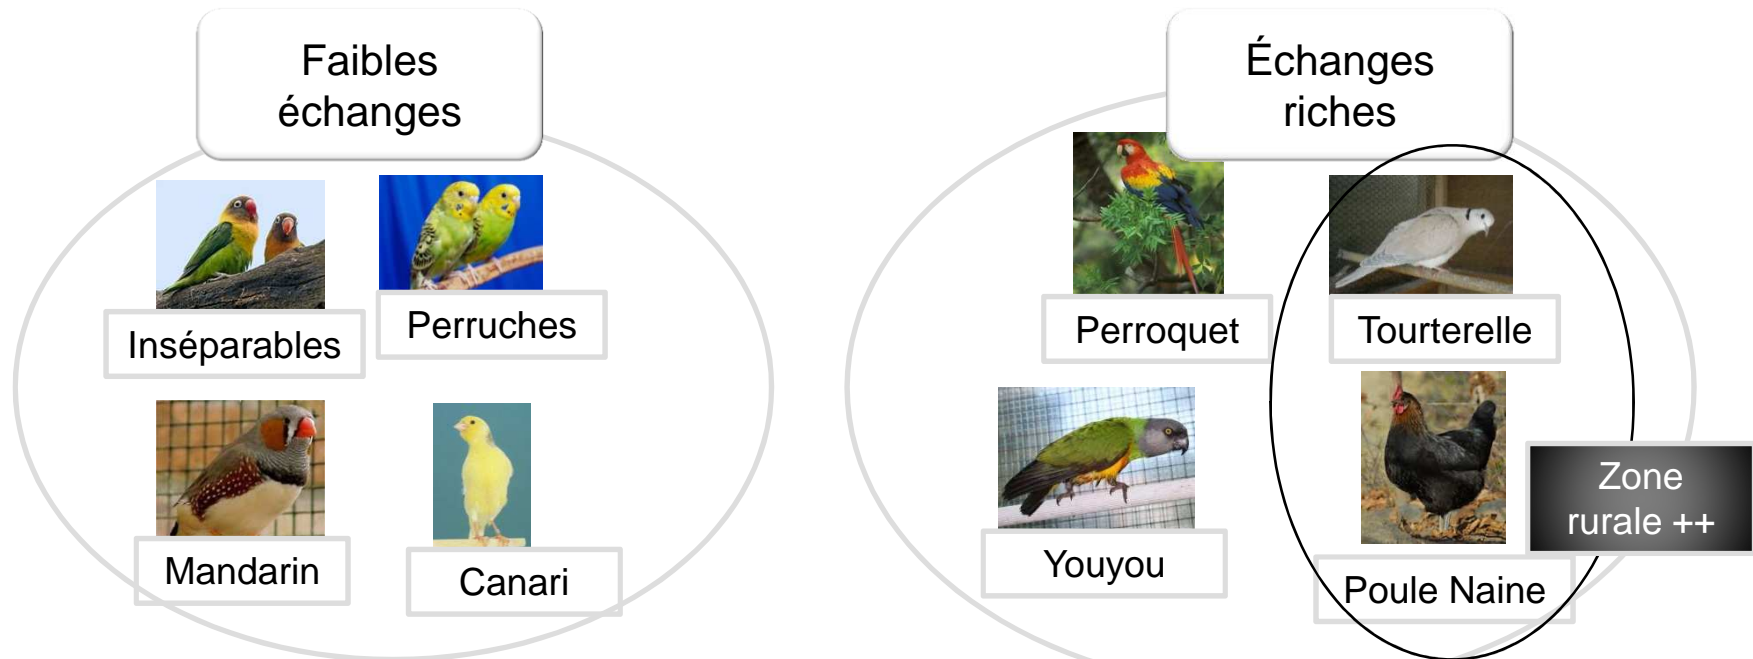 Faibles
échanges
Inséparables
Perruches
Mandarin
Canari
Échanges
riches
Perroquet
Tourterelle
Youyou
Poule Naine
Zone
rurale ++